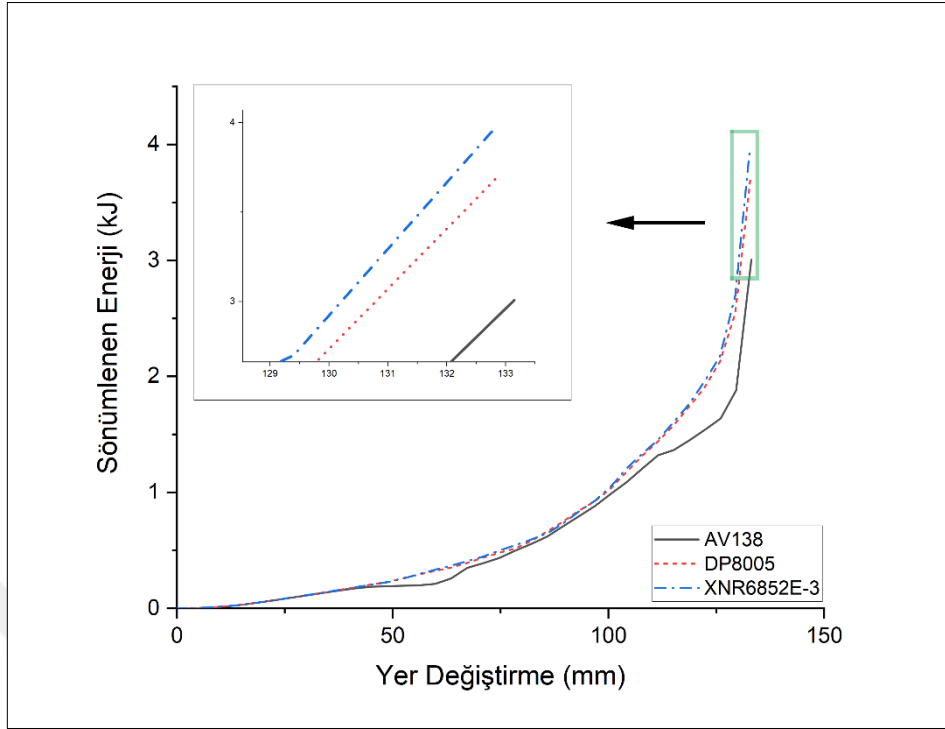 Sönümlenen Enerji (kJ)
4
3
2
1
0
4
3
129 130 131 132 133
AV138
DP8005
XNR6852E-3
0 50 100 150
Yer Değiştirme (mm)